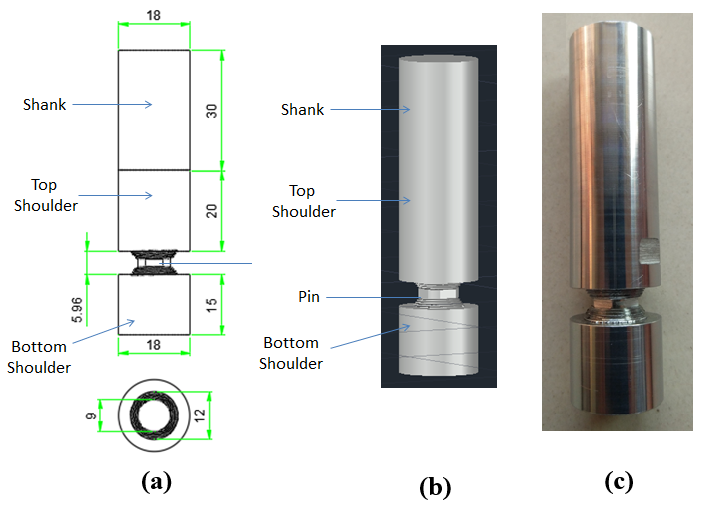 18
Shank
30
Top
Shoulder
20
5.96
15
Bottom
Shoulder
18
9
12
(a)
Shank
Top
Shoulder
Pin
Bottom
Shoulder
(b)
(c)